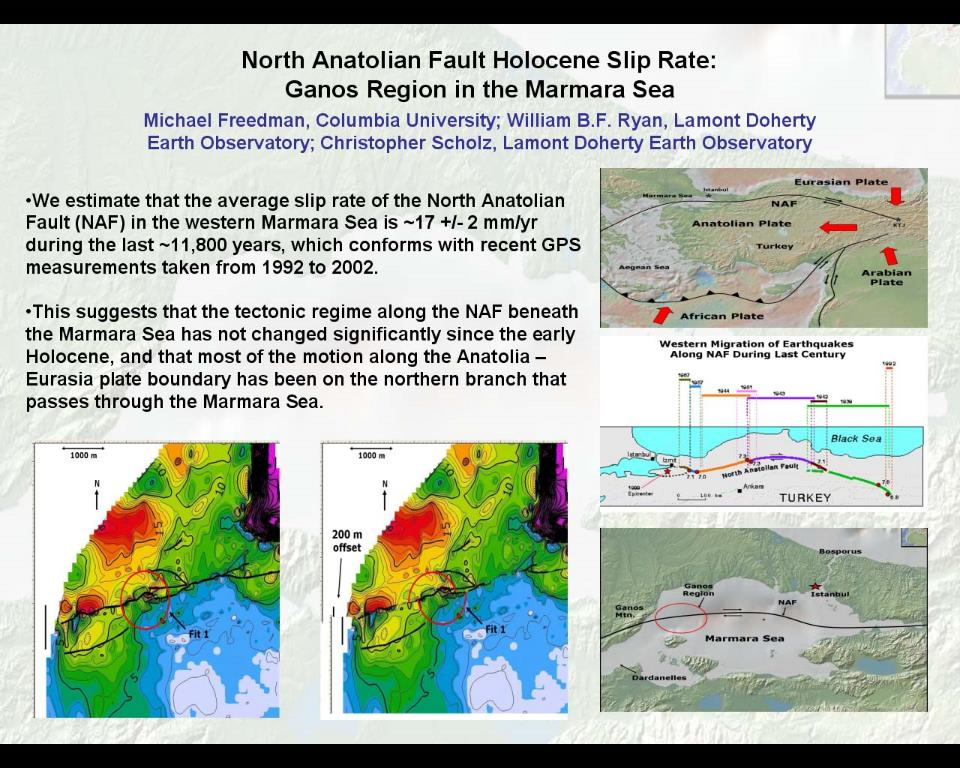 North Anatolian Fault Holocene Slip Rate:
Ganos Region in the Marmara Sea
Michael Freedman, Columbia University; William B.F. Ryan, Lamont Doherty
Earth Observatory; Christopher Scholz, Lamont Doherty Earth Observatory
•We estimate that the average slip rate of the North Anatolian
Fault (NAF) in the western Marmara Sea is ~17 +/- 2 mm/yr
during the last ~11,800 years, which conforms with recent GPS
measurements taken from 1992 to 2002.
•This suggests that the tectonic regime along the NAF beneath
the Marmara Sea has not changed significantly since the early
Holocene, and that most of the motion along the Anatolia –
Eurasia plate boundary has been on the northern branch that
passes through the Marmara Sea.
Eurasian Plate
Istanbul
Marmara Sea
NAF
Anatolian Plate
KTJ
Turkey
Aegean Sea
Arabian
Plate
African Plate
Western Migration of Earthquakes
Along NAF During Last Century
1992
1967
1957
1951
1944
1943
1942
1939
Black Sea
Istanbul
Izmit
7.3
7.3
7.1
7.1 7.0
North Anatolian Fault
7.8
1999
Epicenter
Ankara
TURKEY
6.8
Bosporus
Ganos
Region
Istanbul
NAF
Ganos
Mtn.
Marmara Sea
Dardanelles
1000 m
N
10
15
Fit 1
5
1000 m
N
10
200 m
offset
15
Fit 1
5